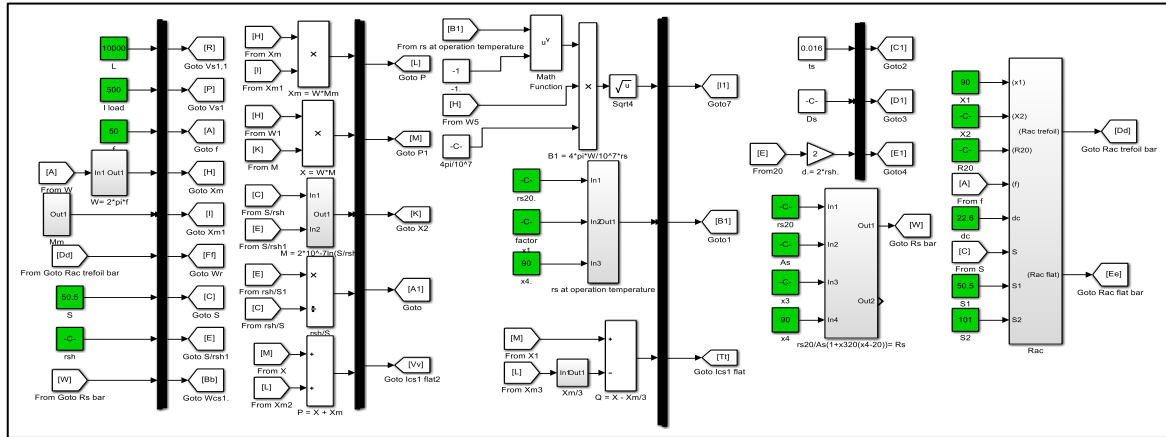 10000
L
[R]
Goto Vs1,1
500
I load
[P]
Goto Vs1
50
[A]
Goto f
[A]
From W
In1 Out1
W= 2*pi*f
[H]
Goto Xm
Out1
Mm
[I]
Goto Xm1
[Dd]
From Goto Rac trefoil bar
[Ff]
Goto Wr
50.5
S
[C]
Goto S
-C-
rsh
[E]
Goto S/rsh1
[W]
From Goto Rs bar
[Bb]
Goto Wcs1.
[H]
From Xm
[I]
From Xm1
×
Xm = W*Mm
[L]
Goto P
[H]
From W1
[K]
From M
×
X = W*M
[M]
Goto P1
[C]
From S/rsh
[E]
From S/rsh1
In1
Out1
In2
M = 2*10^-7ln(S/rsh)
[K]
Goto X2
[E]
From rsh/S1
[C]
From rsh/S
×
÷
rsh/S
[A1]
Goto
[M]
From X
[L]
From Xm2
+
+
P = X + Xm
[Vv]
Goto Ics1 flat2
[B1]
From rs at operation temperature
-1
-1.
u^v
Math
Function
[H]
From W5
-C-
4pi/10^7
×
B1 = 4*pi*W/10^7*rs
√u
Sqrt4
[I1]
Goto7
-C-
rs20.
-C-
factor
x1
90
x4.
In1
In2
Out1
In3
rs at operation temperature
[B1]
Goto1
[M]
From X1
[L]
From Xm3
In1Out1
Xm/3
+
−
Q = X - Xm/3
[Tt]
Goto Ics1 flat
0.016
ts
[C1]
Goto2
-C-
Ds
[D1]
Goto3
[E]
From20
2
d.= 2*rsh.
[E1]
Goto4
-C-
rs20
-C-
As
-C-
x3
90
x4
In1
In2
In3
In4
Out1
Out2
rs20/As(1+x320(x4-20))= Rs
[W]
Goto Rs bar
90
X1
-C-
X2
-C-
R20
[A]
From f
22.6
dc
[C]
From S
50.5
S1
101
S2
(x1)
(X2)
(R20)
(f)
dc
S
S1
S2
(Rac trefoil)
(Rac flat)
Rac
[Dd]
Goto Rac trefoil bar
[Ee]
Goto Rac flat bar